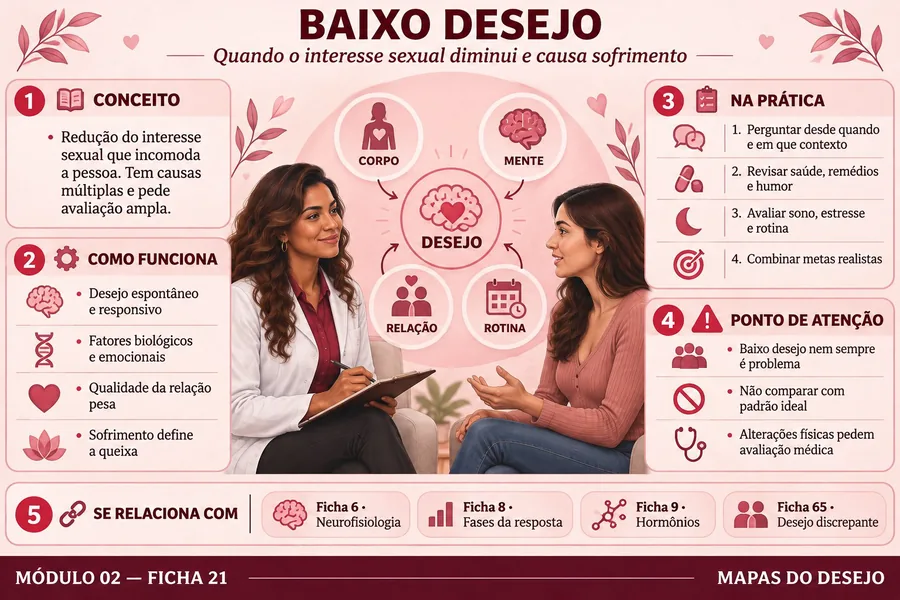 BAIXO DESEJO
Quando o interesse sexual diminui e causa sofrimento
1 CONCEITO
• Redução do interesse
sexual que incomoda
a pessoa. Tem causas
múltiplas e pede
avaliação ampla.
2 COMO FUNCIONA
• Desejo espontâneo
e responsivo
• Fatores biológicos
e emocionais
• Qualidade da relação
pesa
• Sofrimento define
a queixa
CORPO
MENTE
DESEJO
RELAÇÃO
ROTINA
3 NA PRÁTICA
1. Perguntar desde quando
e em que contexto
2. Revisar saúde, remédios
e humor
3. Avaliar sono, estresse
e rotina
4. Combinar metas realistas
4 PONTO DE ATENÇÃO
• Baixo desejo nem sempre
é problema
• Não comparar com
padrão ideal
• Alterações físicas pedem
avaliação médica
5 SE RELACIONA COM
Ficha 6 •
Neurofisiologia
Ficha 8 •
Fases da resposta
Ficha 9 •
Hormônios
Ficha 65 •
Desejo discrepante
MÓDULO 02 — FICHA 21
MAPAS DO DESEJO